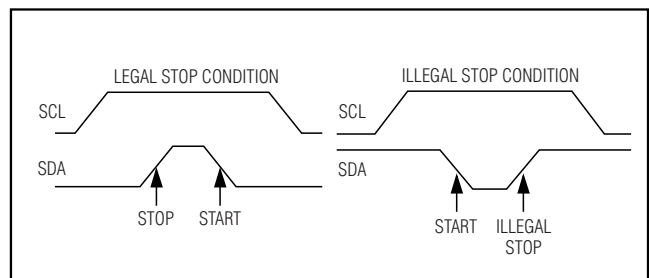 LEGAL STOP CONDITION
SCL
SDA
STOP
START
ILLEGAL STOP CONDITION
SCL
SDA
START
ILLEGAL
STOP